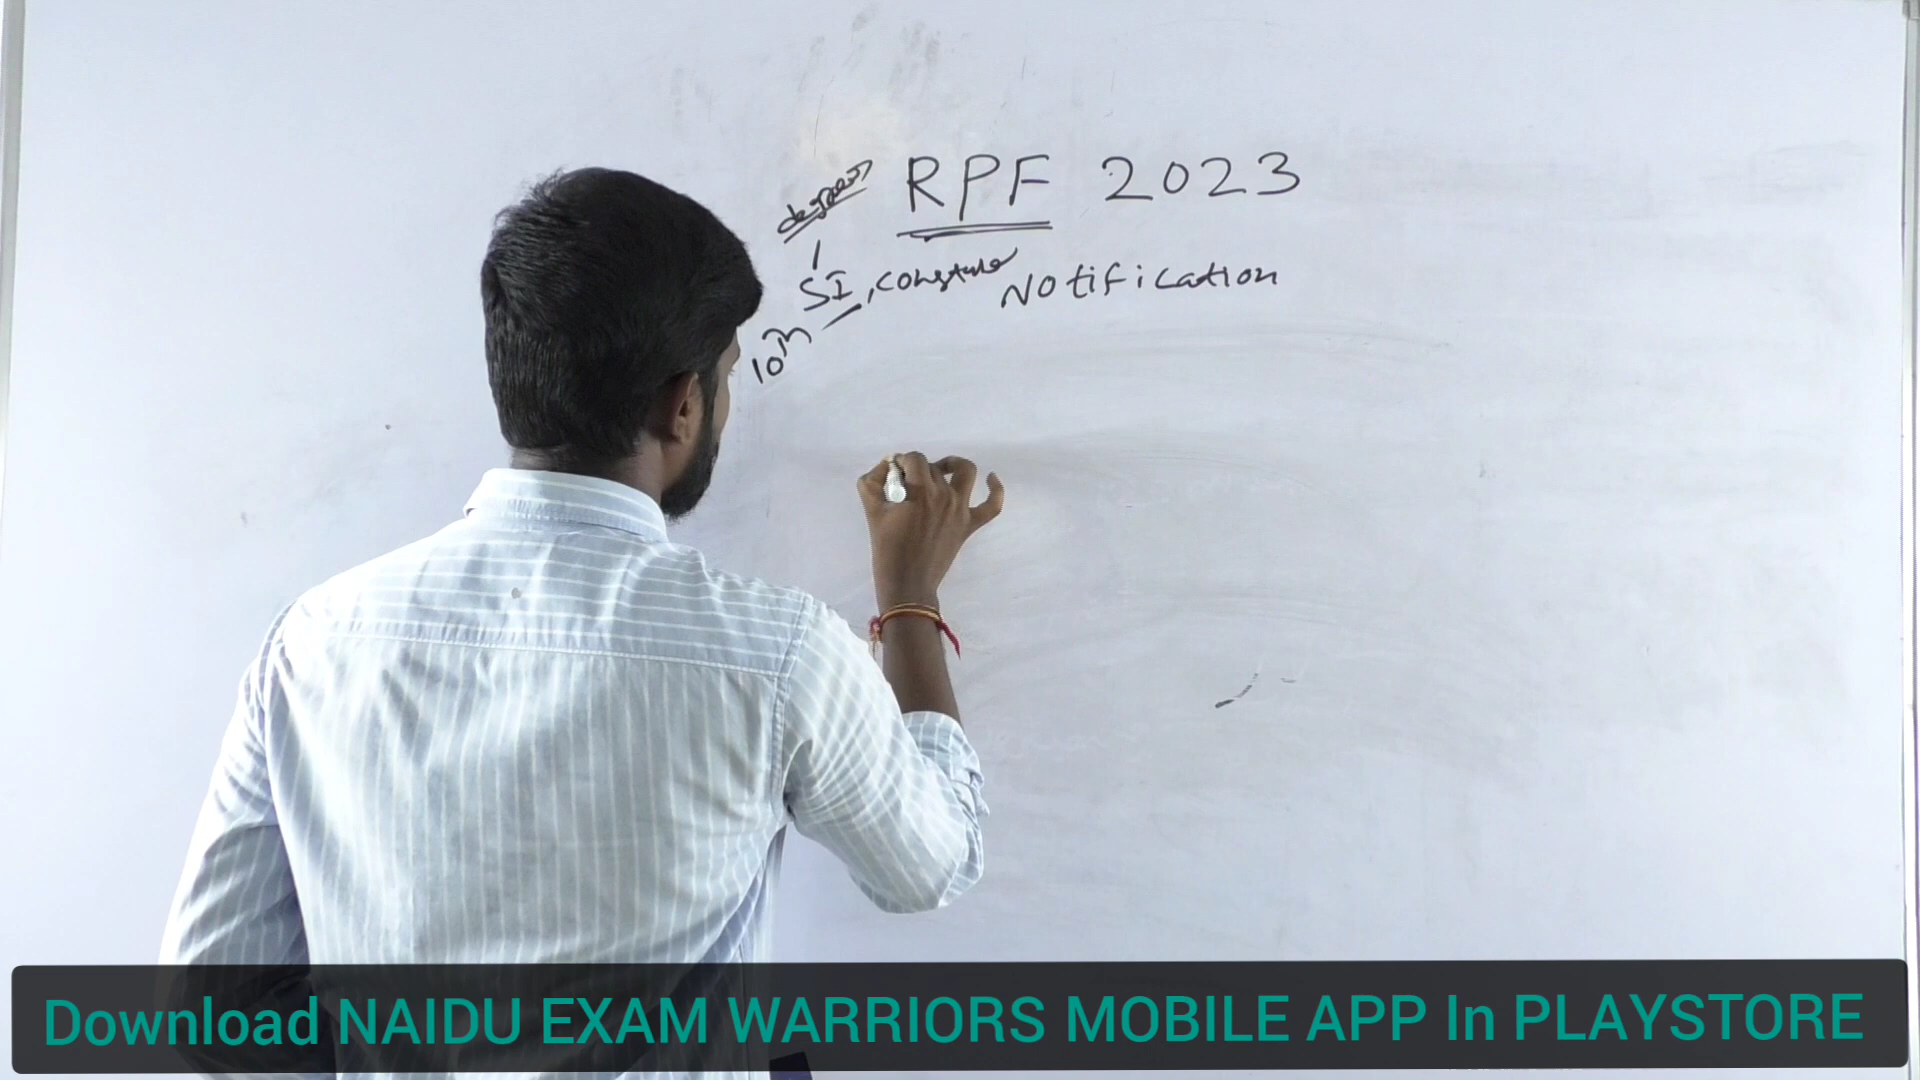 degree
RPF 2023
SI, constable
Notification
10th
Download NAIDU EXAM WARRIORS MOBILE APP In PLAYSTORE